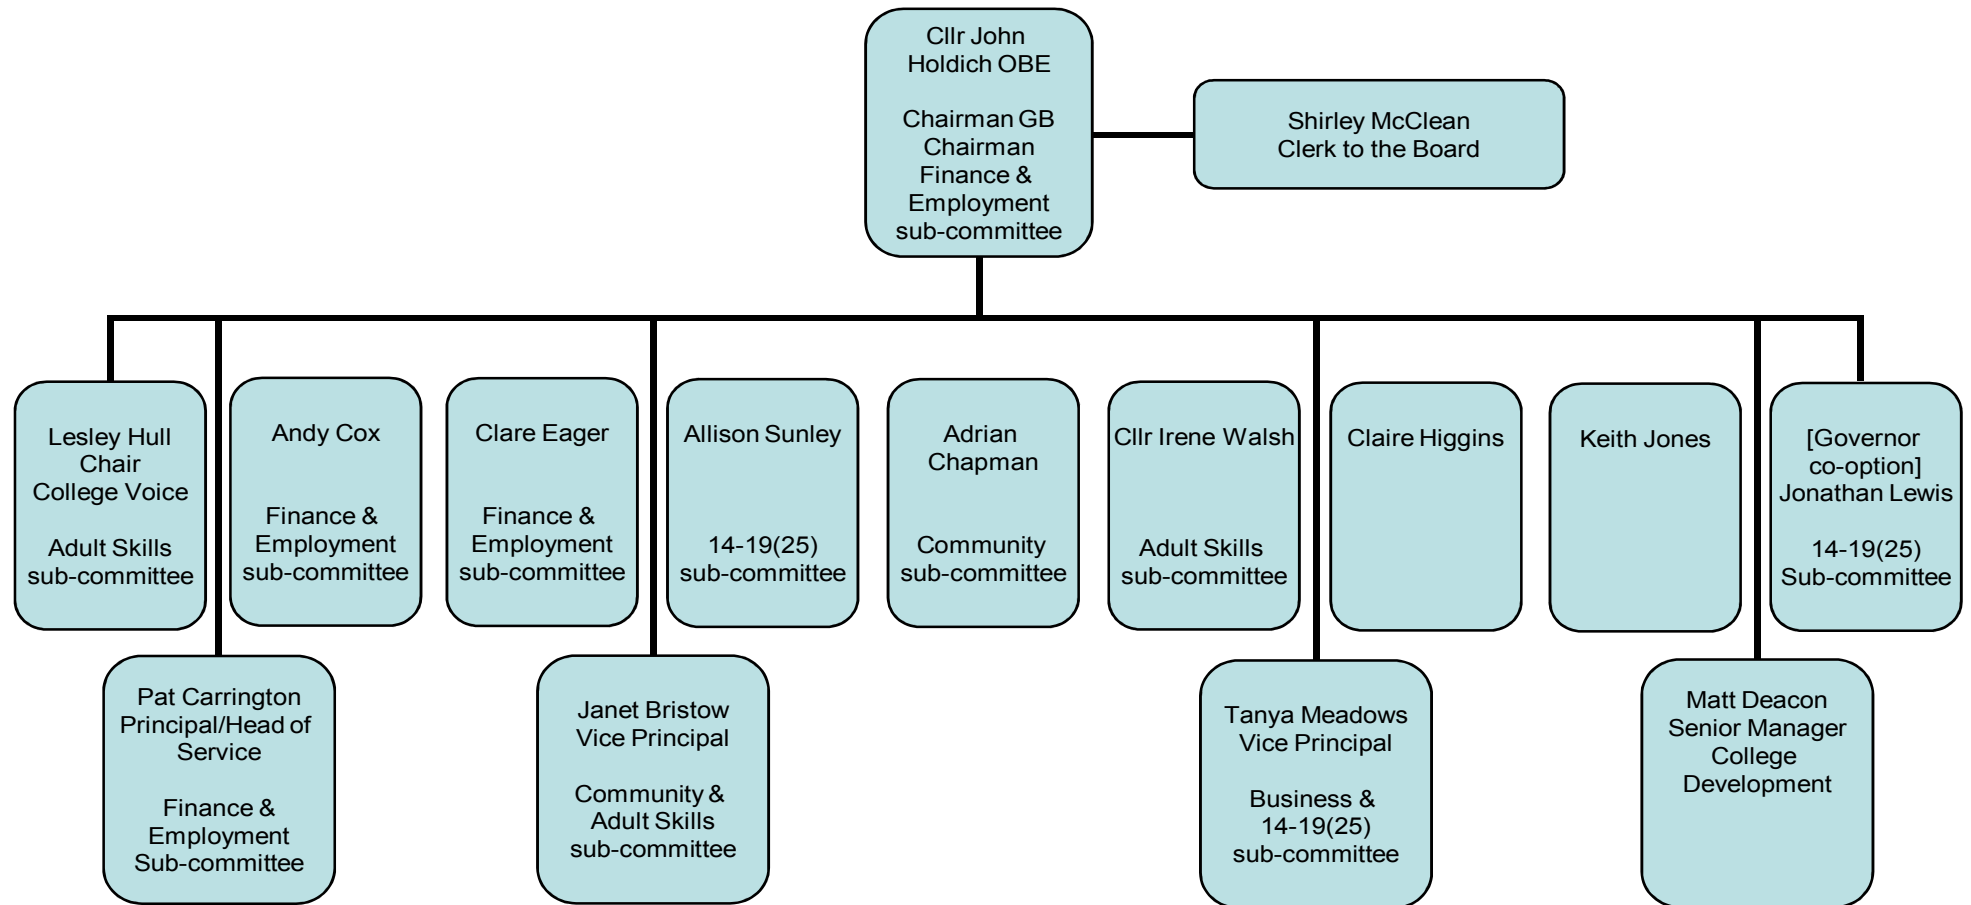 Cllr John
Holdich OBE
Chairman GB
Chairman
Finance &
Employment
sub-committee
Shirley McClean
Clerk to the Board
Lesley Hull
Chair
College Voice
Adult Skills
sub-committee
Andy Cox
Finance &
Employment
sub-committee
Clare Eager
Finance &
Employment
sub-committee
Allison Sunley
14-19(25)
sub-committee
Adrian
Chapman
Community
sub-committee
Cllr Irene Walsh
Adult Skills
sub-committee
Claire Higgins
Keith Jones
[Governor
co-option]
Jonathan Lewis
14-19(25)
Sub-committee
Pat Carrington
Principal/Head of
Service
Finance &
Employment
Sub-committee
Janet Bristow
Vice Principal
Community &
Adult Skills
sub-committee
Tanya Meadows
Vice Principal
Business &
14-19(25)
sub-committee
Matt Deacon
Senior Manager
College
Development